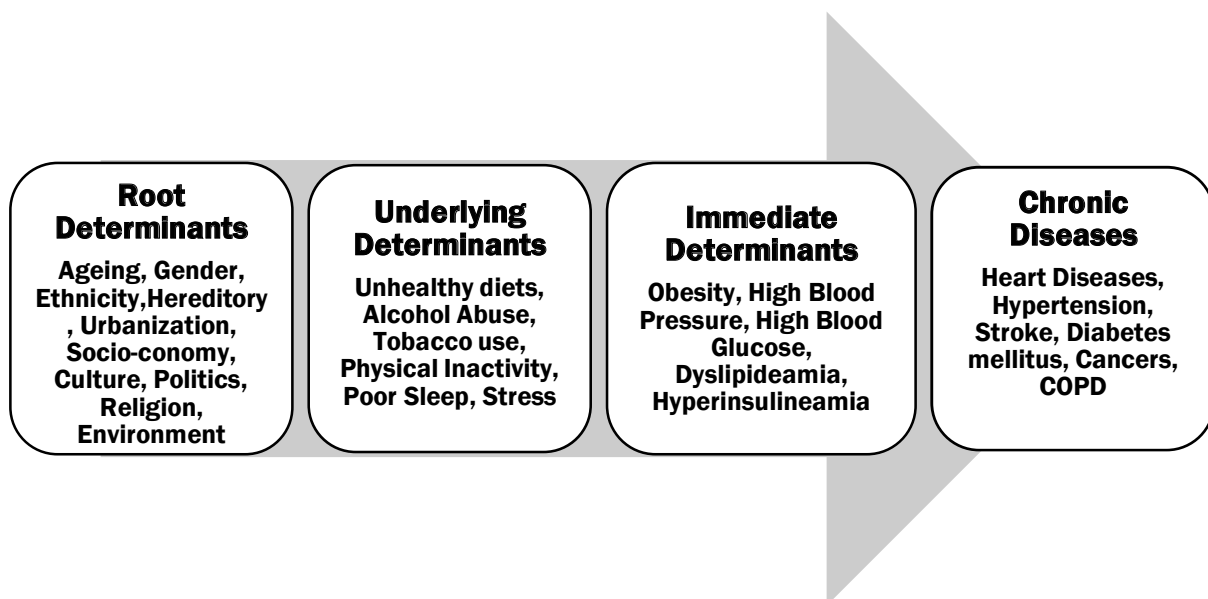 Root
Determinants
Ageing, Gender,
Ethnicity,Hereditory
, Urbanization,
Socio-conomy,
Culture, Politics,
Religion,
Environment
Underlying
Determinants
Unhealthy diets,
Alcohol Abuse,
Tobacco use,
Physical Inactivity,
Poor Sleep, Stress
Immediate
Determinants
Obesity, High Blood
Pressure, High Blood
Glucose,
Dyslipideamia,
Hyperinsulineamia
Chronic
Diseases
Heart Diseases,
Hypertension,
Stroke, Diabetes
mellitus, Cancers,
COPD